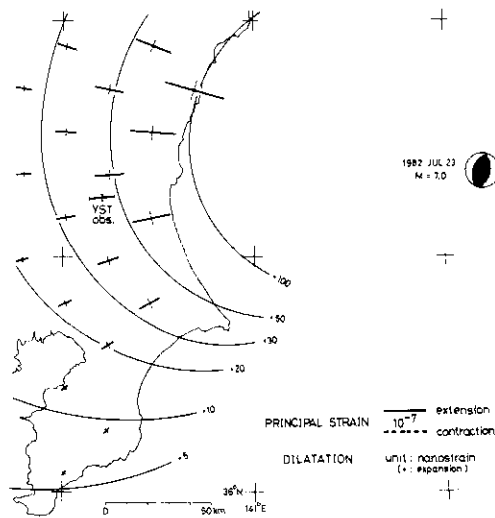 1982 JUL 23
M = 7.0
YST
obs.
+100
+50
+30
+20
+10
+5
PRINCIPAL STRAIN 10⁻⁷ extension
contraction
DILATATION unit : nanostrain
(+ : expansion)
0 50 km
36°N
141°E